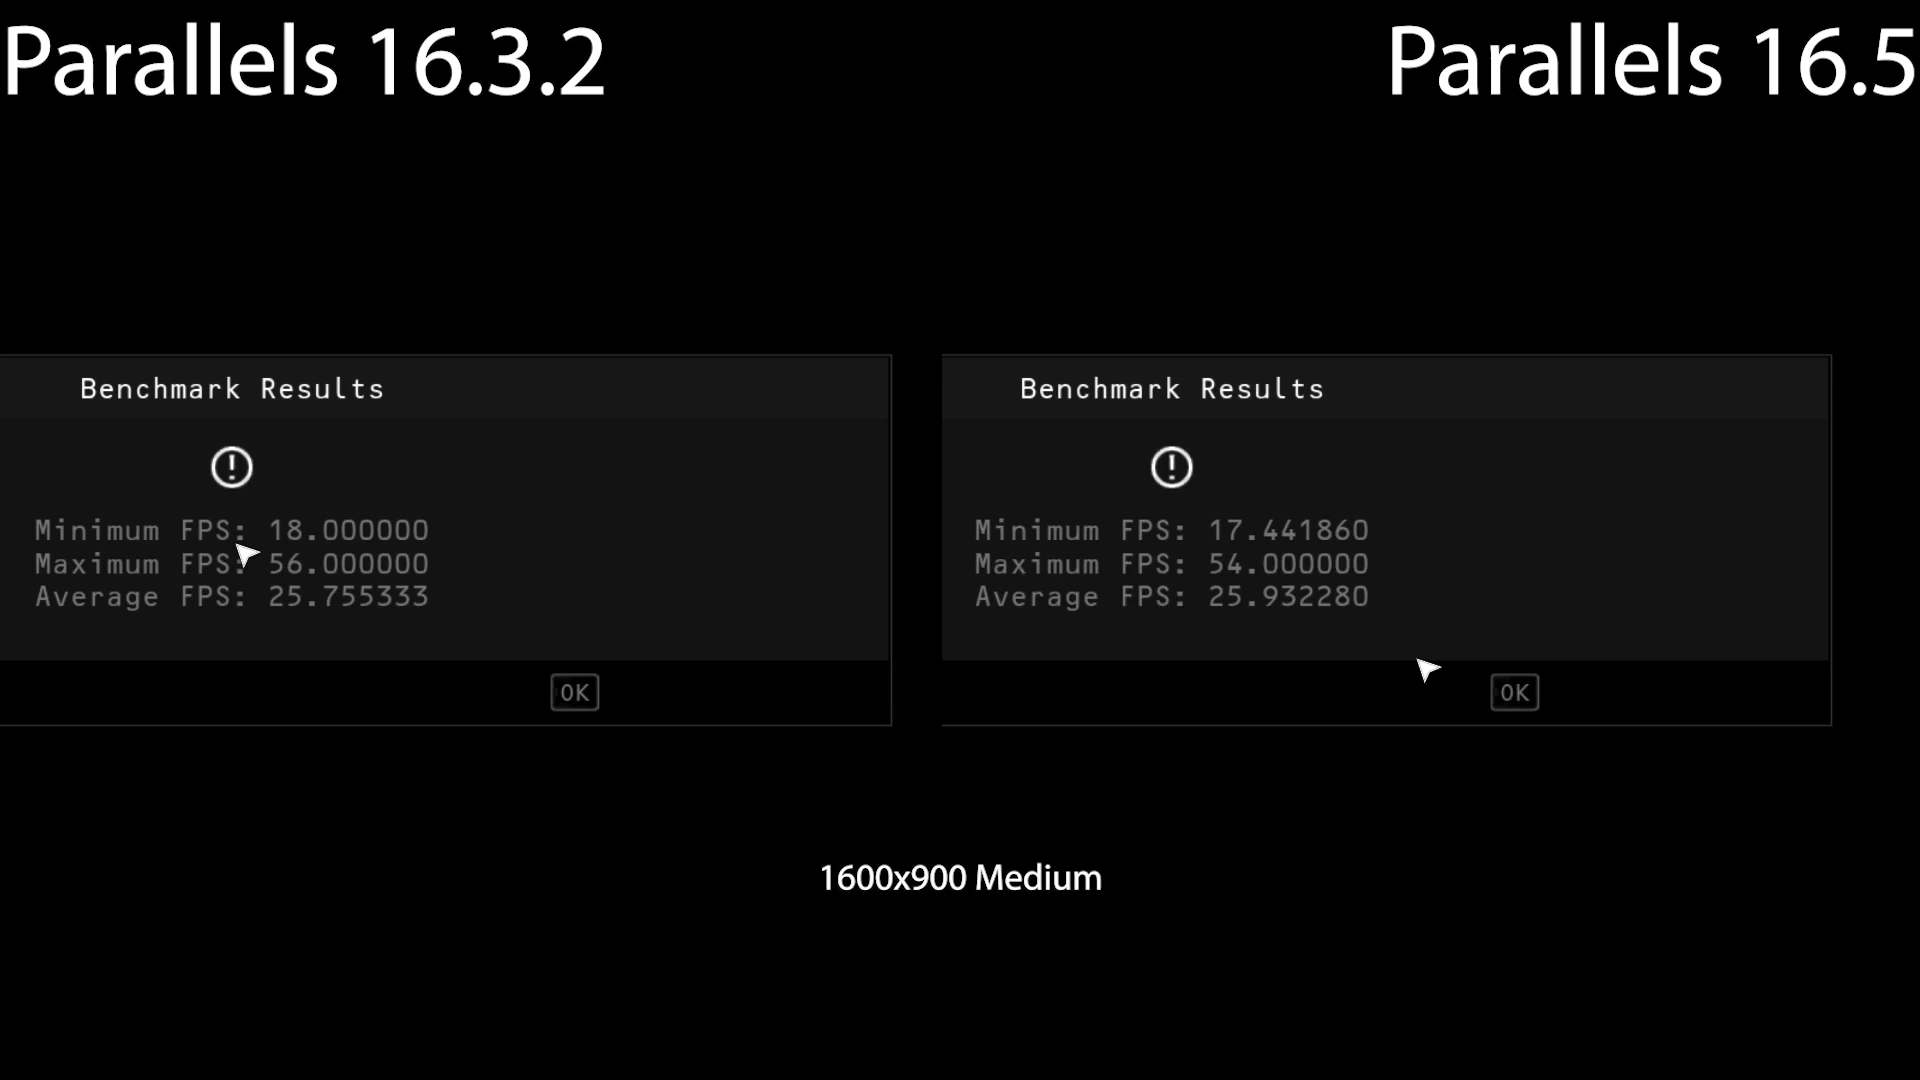 Parallels 16.3.2
Parallels 16.5
Benchmark Results
Minimum FPS: 18.000000
Maximum FPS: 56.000000
Average FPS: 25.755333
OK
Benchmark Results
Minimum FPS: 17.441860
Maximum FPS: 54.000000
Average FPS: 25.932280
OK
1600x900 Medium